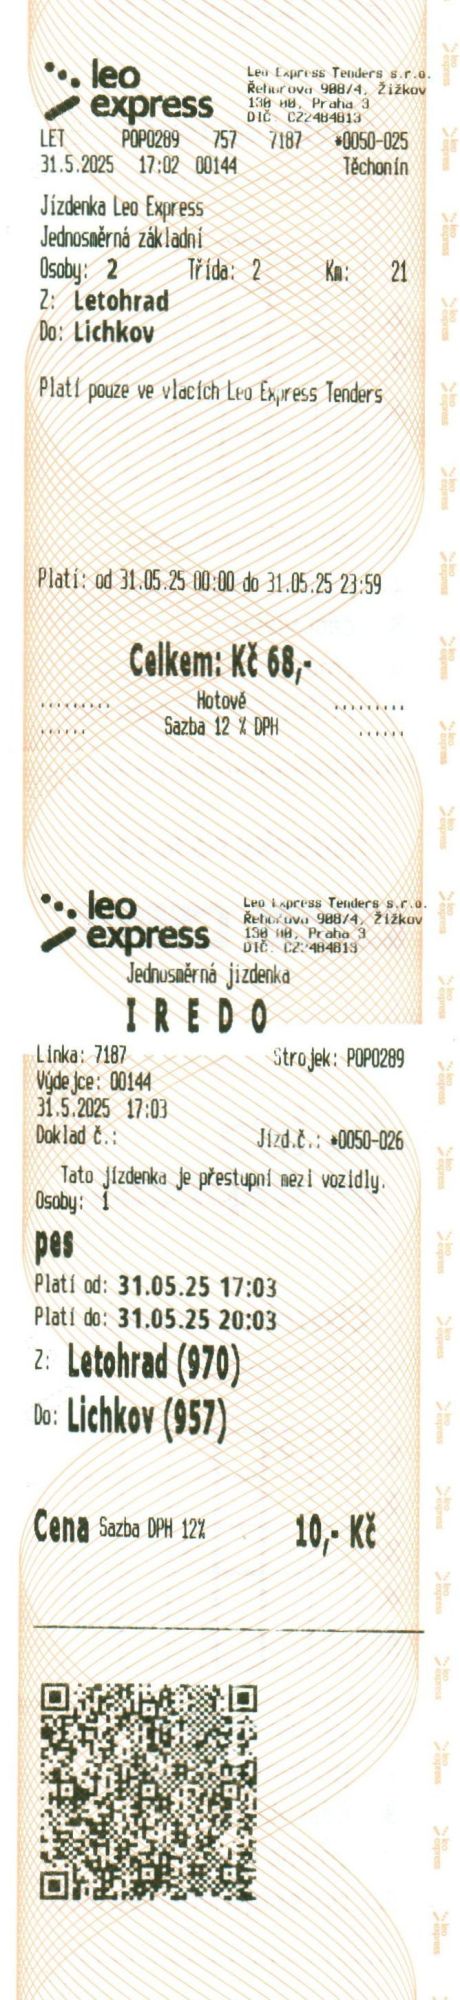 leo express
Leo Express Tenders s.r.o.
Řehořova 908/4, Žižkov
130 00, Praha 3
DIČ CZ2484813
LET POP0289 757 7187 *0050-025
31.5.2025 17:02 00144 Těchonín
Jízdenka Leo Express
Jednosměrná základní
Osoby: 2 Třída: 2 Km: 21
Z: Letohrad
Do: Lichkov
Platí pouze ve vlacích Leo Express Tenders
Platí: od 31.05.25 00:00 do 31.05.25 23:59
Celkem: Kč 68,-
......... Hotově .........
...... Sazba 12 % DPH ......
leo express
Leo Express Tenders s.r.o.
Řehořova 908/4, Žižkov
130 00, Praha 3
DIČ
Jednosměrná jízdenka
I R E D O
Linka: 7187 Strojek: POP0289
Výdejce: 00144
31.5.2025 17:03
Doklad č.: Jízd.č.: *0050-026
Tato jízdenka je přestupní mezi vozidly.
Osoby: 1
pes
Platí od: 31.05.25 17:03
Platí do: 31.05.25 20:03
Z: Letohrad (970)
Do: Lichkov (957)
Cena Sazba DPH 12% 10,- Kč